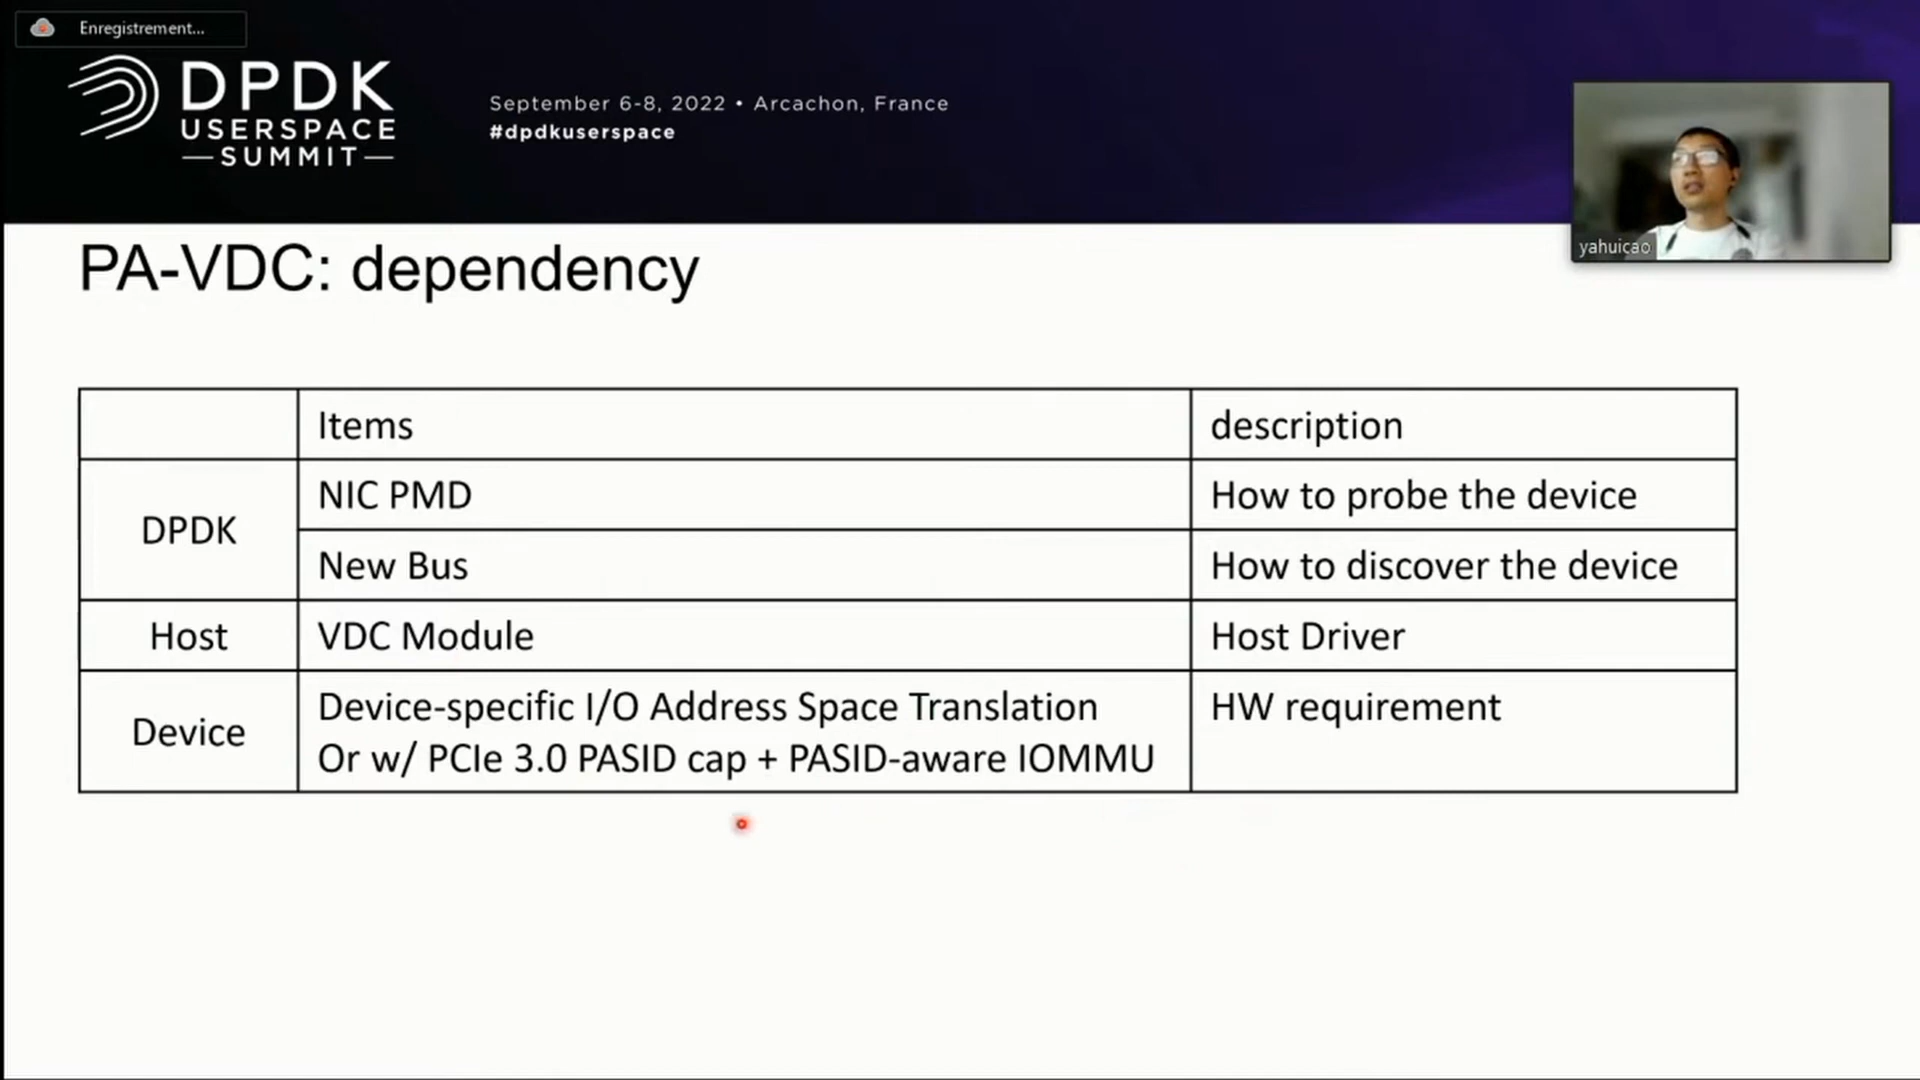 Enregistrement...
DPDK
USERSPACE
SUMMIT
September 6-8, 2022 • Arcachon, France
#dpdkuserspace
yahuicao
PA-VDC: dependency
Items
description
DPDK
NIC PMD
How to probe the device
New Bus
How to discover the device
Host
VDC Module
Host Driver
Device
Device-specific I/O Address Space Translation
Or w/ PCIe 3.0 PASID cap + PASID-aware IOMMU
HW requirement